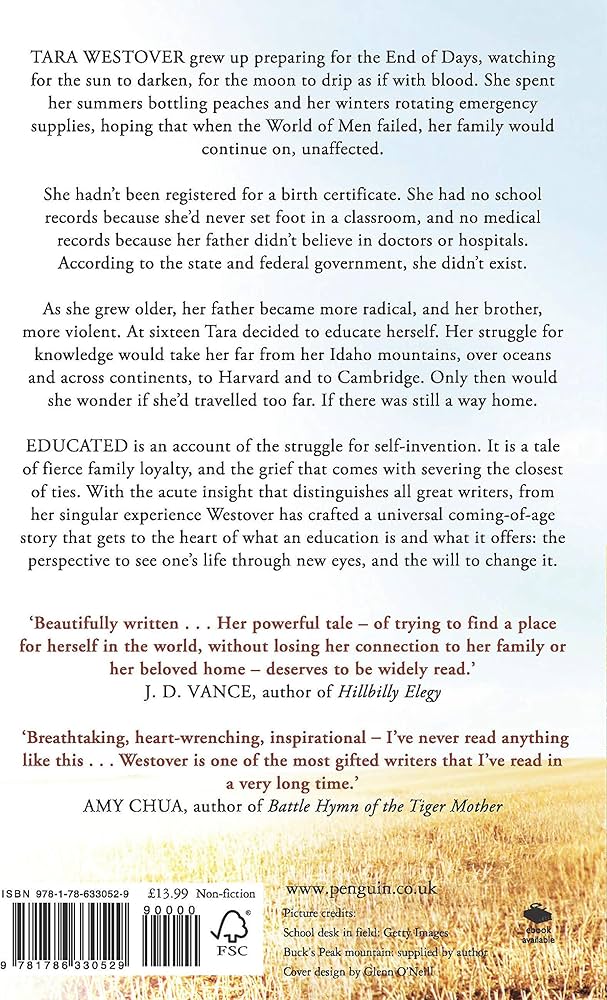 TARA WESTOVER grew up preparing for the End of Days, watching
for the sun to darken, for the moon to drip as if with blood. She spent
her summers bottling peaches and her winters rotating emergency
supplies, hoping that when the World of Men failed, her family would
continue on, unaffected.
She hadn’t been registered for a birth certificate. She had no school
records because she’d never set foot in a classroom, and no medical
records because her father didn’t believe in doctors or hospitals.
According to the state and federal government, she didn’t exist.
As she grew older, her father became more radical, and her brother,
more violent. At sixteen Tara decided to educate herself. Her struggle for
knowledge would take her far from her Idaho mountains, over oceans
and across continents, to Harvard and to Cambridge. Only then would
she wonder if she’d travelled too far. If there was still a way home.
EDUCATED is an account of the struggle for self-invention. It is a tale
of fierce family loyalty, and the grief that comes with severing the closest
of ties. With the acute insight that distinguishes all great writers, from
her singular experience Westover has crafted a universal coming-of-age
story that gets to the heart of what an education is and what it offers: the
perspective to see one’s life through new eyes, and the will to change it.
‘Beautifully written . . . Her powerful tale – of trying to find a place
for herself in the world, without losing her connection to her family or
her beloved home – deserves to be widely read.’
J. D. VANCE, author of Hillbilly Elegy
‘Breathtaking, heart-wrenching, inspirational – I’ve never read anything
like this . . . Westover is one of the most gifted writers that I’ve read in
a very long time.’
AMY CHUA, author of Battle Hymn of the Tiger Mother
ISBN 978-1-78-633052-9 £13.99 Non-fiction
90000
9 781786 330529
FSC
www.penguin.co.uk
Picture credits:
School desk in field: Getty Images
Buck’s Peak mountain: supplied by author
Cover design by Glenn O’Neill
ebook
available